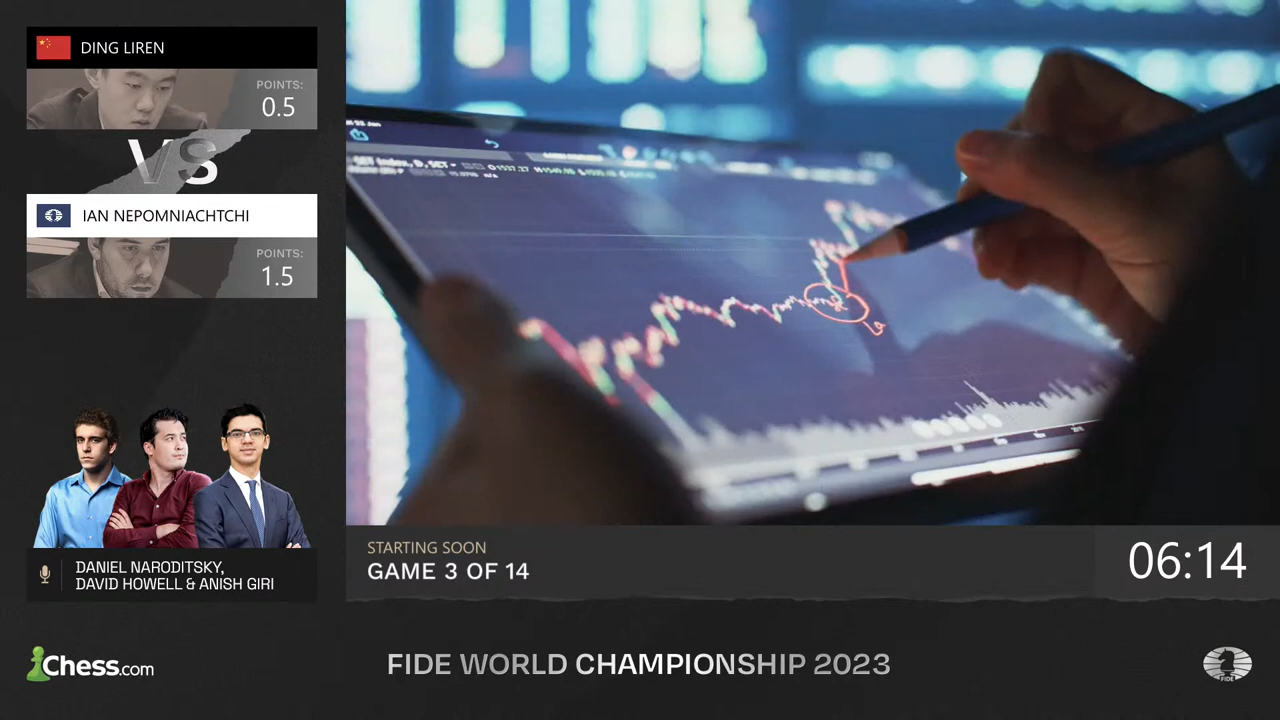 DING LIREN
POINTS:
0.5
VS
IAN NEPOMNIACHTCHI
POINTS:
1.5
DANIEL NARODITSKY,
DAVID HOWELL & ANISH GIRI
STARTING SOON
GAME 3 OF 14
06:14
Chess.com
FIDE WORLD CHAMPIONSHIP 2023
FIDE